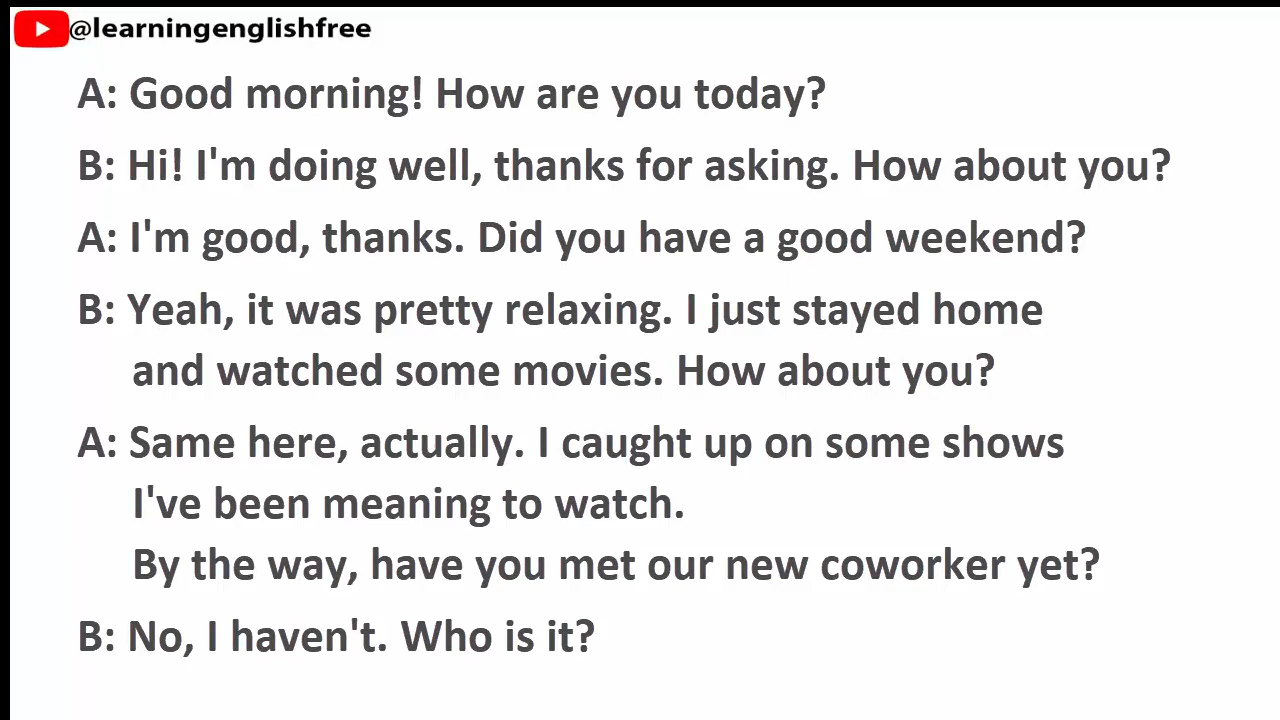 @learningenglishfree
A: Good morning! How are you today?
B: Hi! I'm doing well, thanks for asking. How about you?
A: I'm good, thanks. Did you have a good weekend?
B: Yeah, it was pretty relaxing. I just stayed home
and watched some movies. How about you?
A: Same here, actually. I caught up on some shows
I've been meaning to watch.
By the way, have you met our new coworker yet?
B: No, I haven't. Who is it?